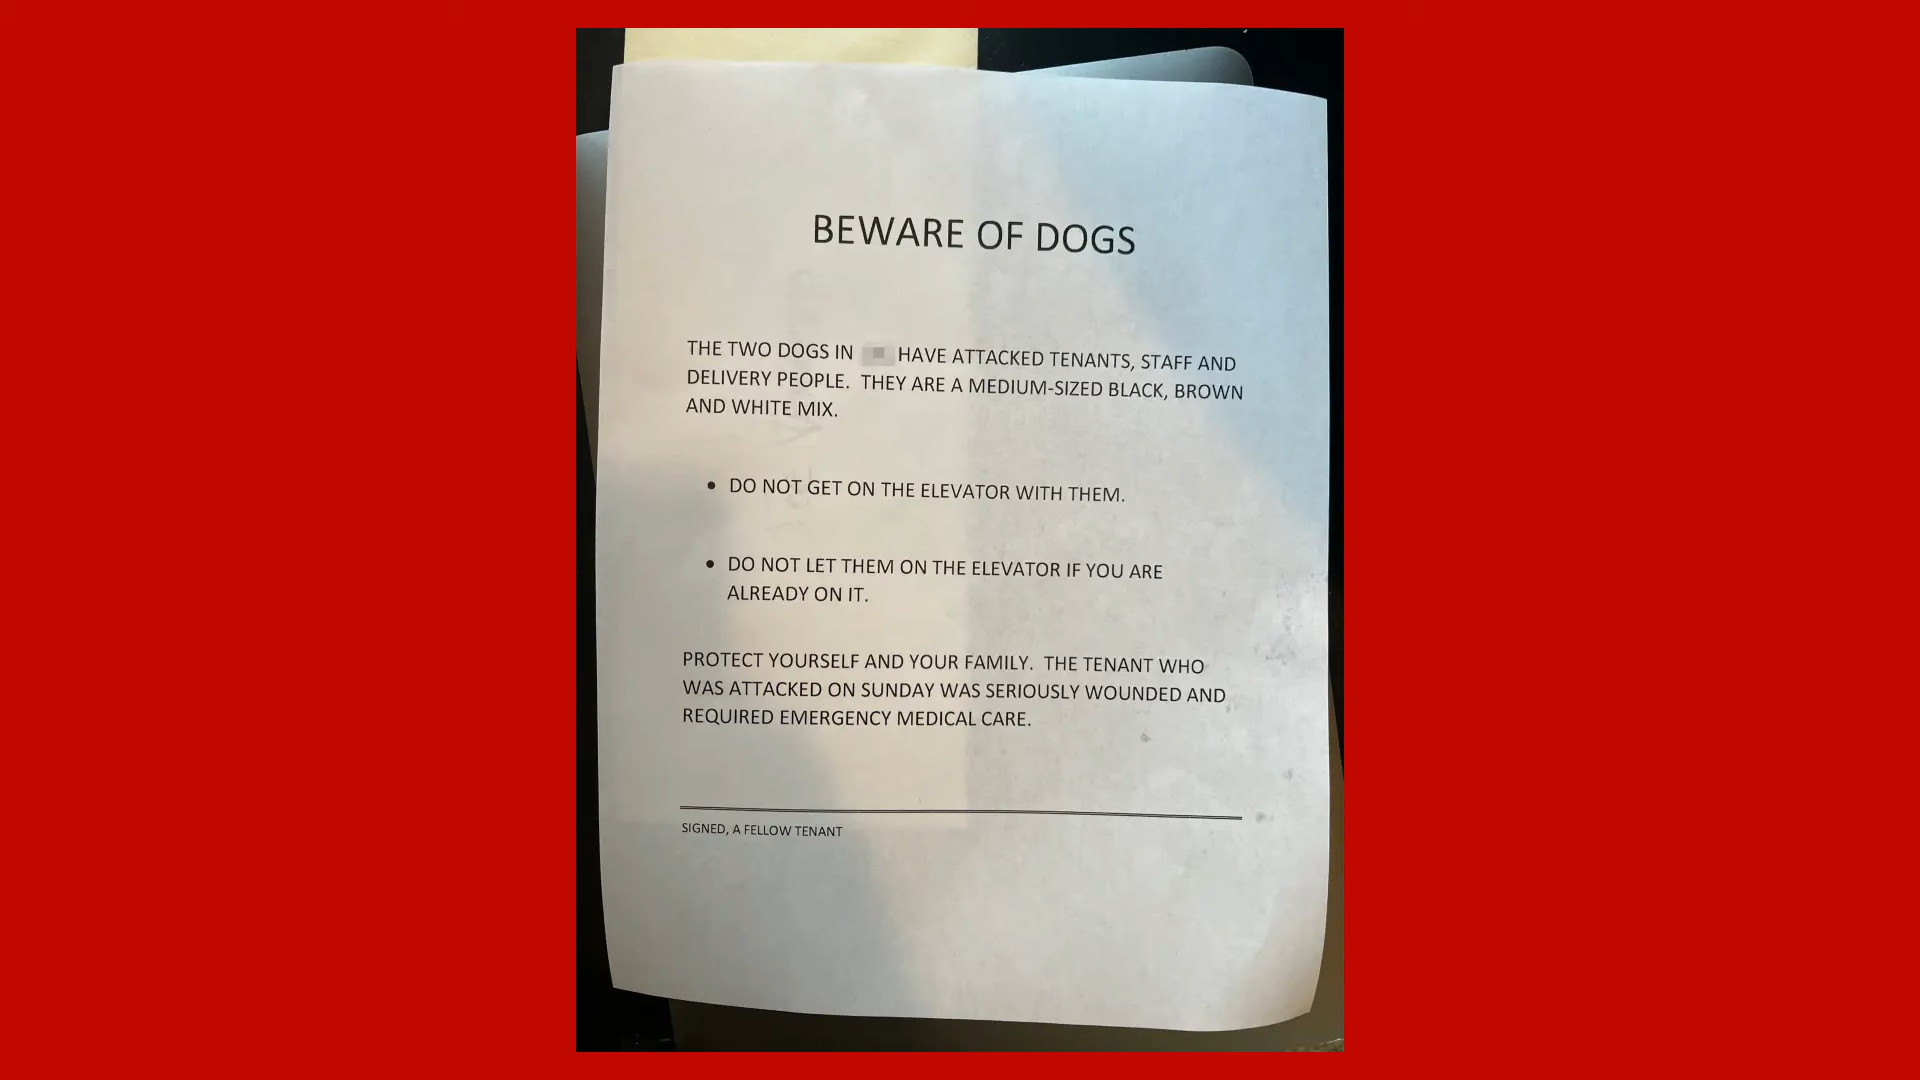 BEWARE OF DOGS
THE TWO DOGS IN HAVE ATTACKED TENANTS, STAFF AND
DELIVERY PEOPLE. THEY ARE A MEDIUM-SIZED BLACK, BROWN
AND WHITE MIX.
• DO NOT GET ON THE ELEVATOR WITH THEM.
• DO NOT LET THEM ON THE ELEVATOR IF YOU ARE
ALREADY ON IT.
PROTECT YOURSELF AND YOUR FAMILY. THE TENANT WHO
WAS ATTACKED ON SUNDAY WAS SERIOUSLY WOUNDED AND
REQUIRED EMERGENCY MEDICAL CARE.
SIGNED, A FELLOW TENANT